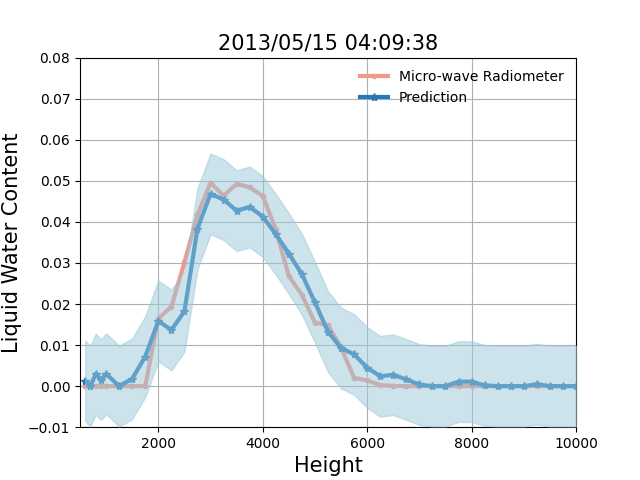 2013/05/15 04:09:38
Liquid Water Content
0.08
0.07
0.06
0.05
0.04
0.03
0.02
0.01
0.00
−0.01
Micro-wave Radiometer
Prediction
2000 4000 6000 8000 10000
Height